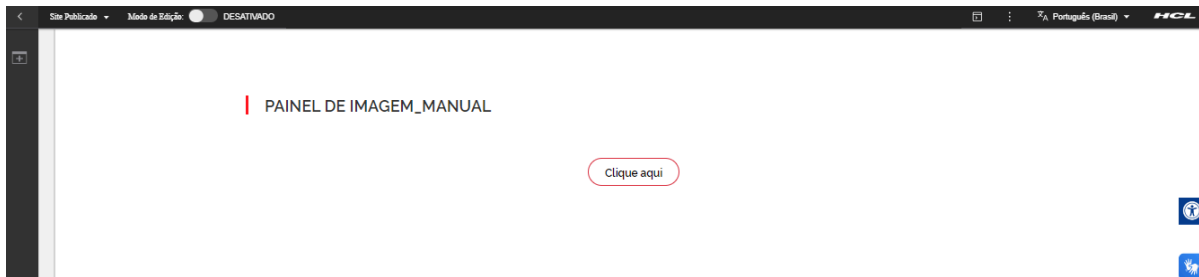 Site Publicado Modo de Edição: DESATIVADO Português (Brasil) HCL
PAINEL DE IMAGEM_MANUAL
Clique aqui